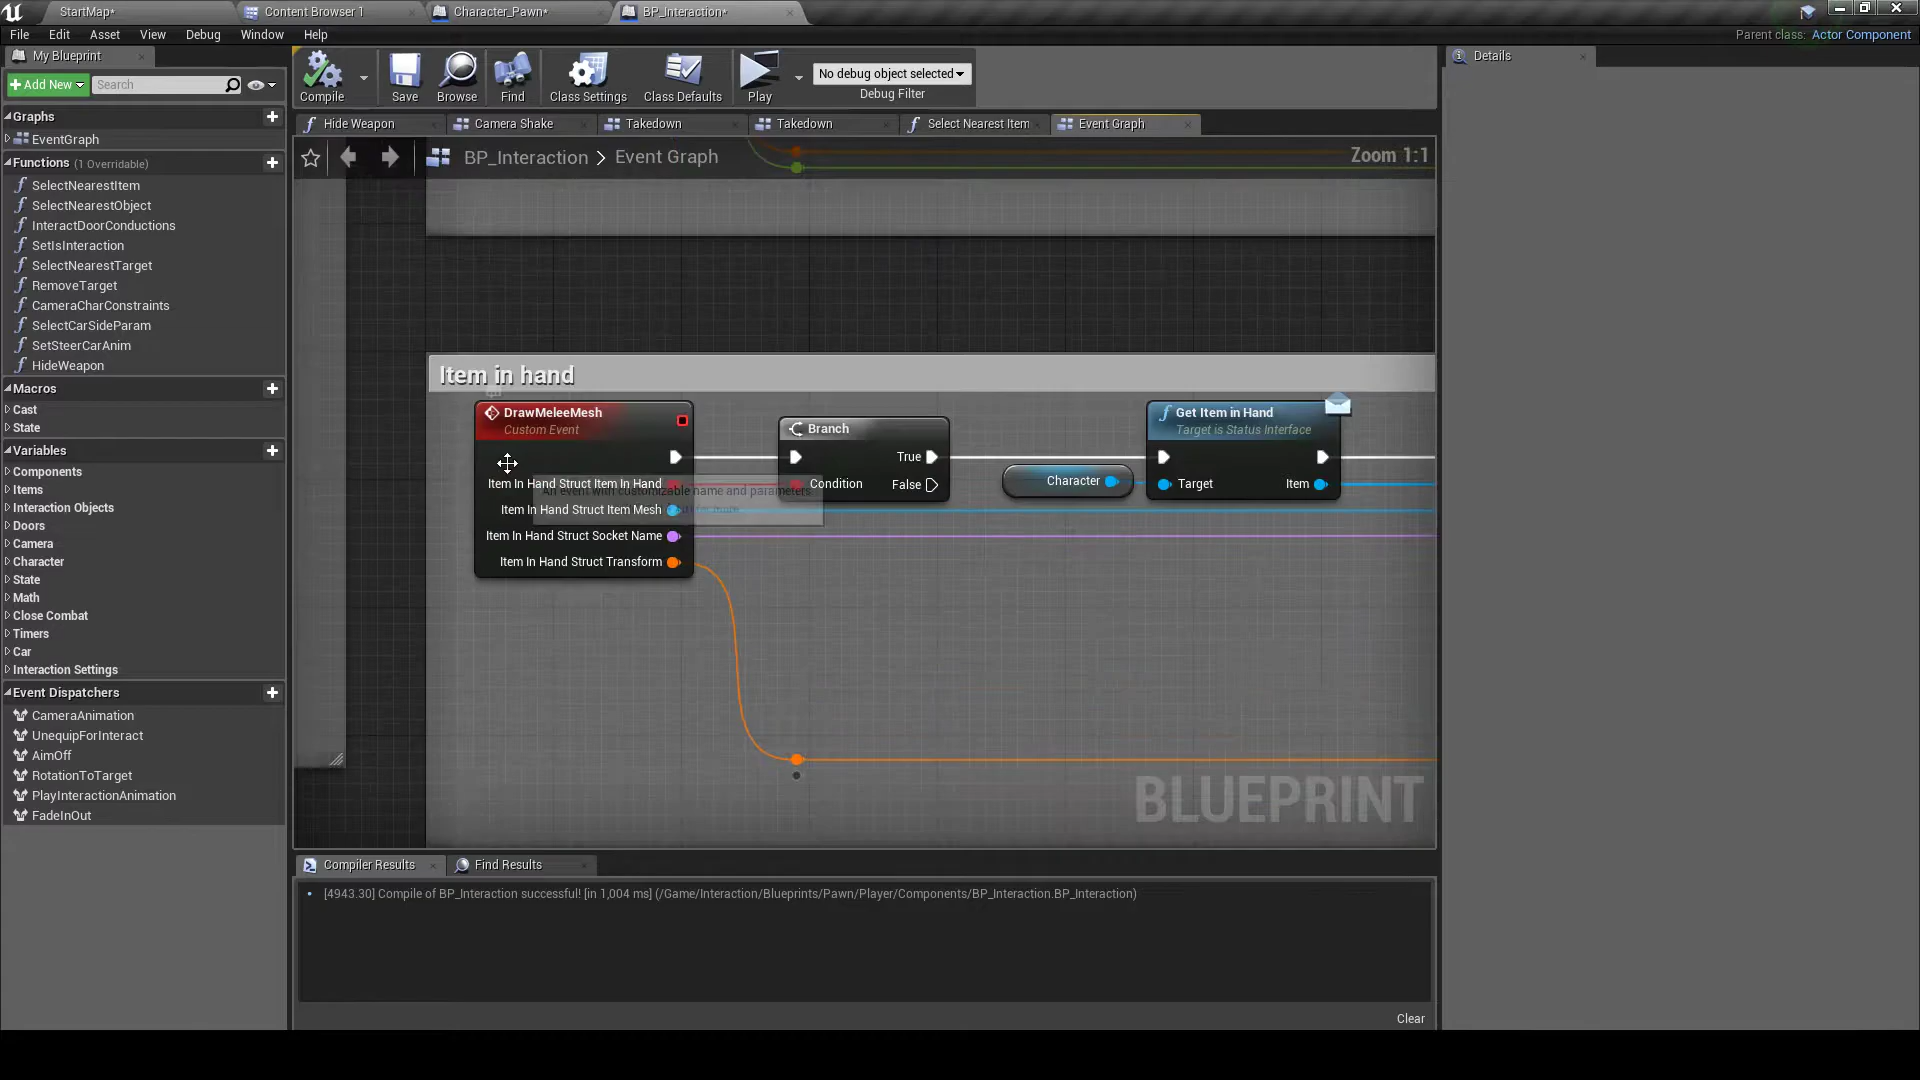 StartMap*
Content Browser 1
Character_Pawn*
BP_Interaction*
File Edit Asset View Debug Window Help
Parent class: Actor Component
My Blueprint
Add New
Search
Compile
Save
Browse
Find
Class Settings
Class Defaults
Play
No debug object selected
Debug Filter
Details
Graphs
EventGraph
Functions (1 Overridable)
SelectNearestItem
SelectNearestObject
InteractDoorConductions
SetIsInteraction
SelectNearestTarget
RemoveTarget
CameraCharConstraints
SelectCarSideParam
SetSteerCarAnim
HideWeapon
Macros
Cast
State
Variables
Components
Items
Interaction Objects
Doors
Camera
Character
State
Math
Close Combat
Timers
Car
Interaction Settings
Event Dispatchers
CameraAnimation
UnequipForInteract
AimOff
RotationToTarget
PlayInteractionAnimation
FadeInOut
Hide Weapon
Camera Shake
Takedown
Takedown
Select Nearest Item
Event Graph
BP_Interaction > Event Graph
Zoom 1:1
Item in hand
DrawMeleeMesh
Custom Event
Item In Hand Struct Item In Hand
Item In Hand Struct Item Mesh
Item In Hand Struct Socket Name
Item In Hand Struct Transform
An event with customizable name and parameters
Branch
True
Condition
False
Character
Get Item in Hand
Target is Status Interface
Target
Item
BLUEPRINT
Compiler Results
Find Results
[4943.30] Compile of BP_Interaction successful! [in 1,004 ms] (/Game/Interaction/Blueprints/Pawn/Player/Components/BP_Interaction.BP_Interaction)
Clear